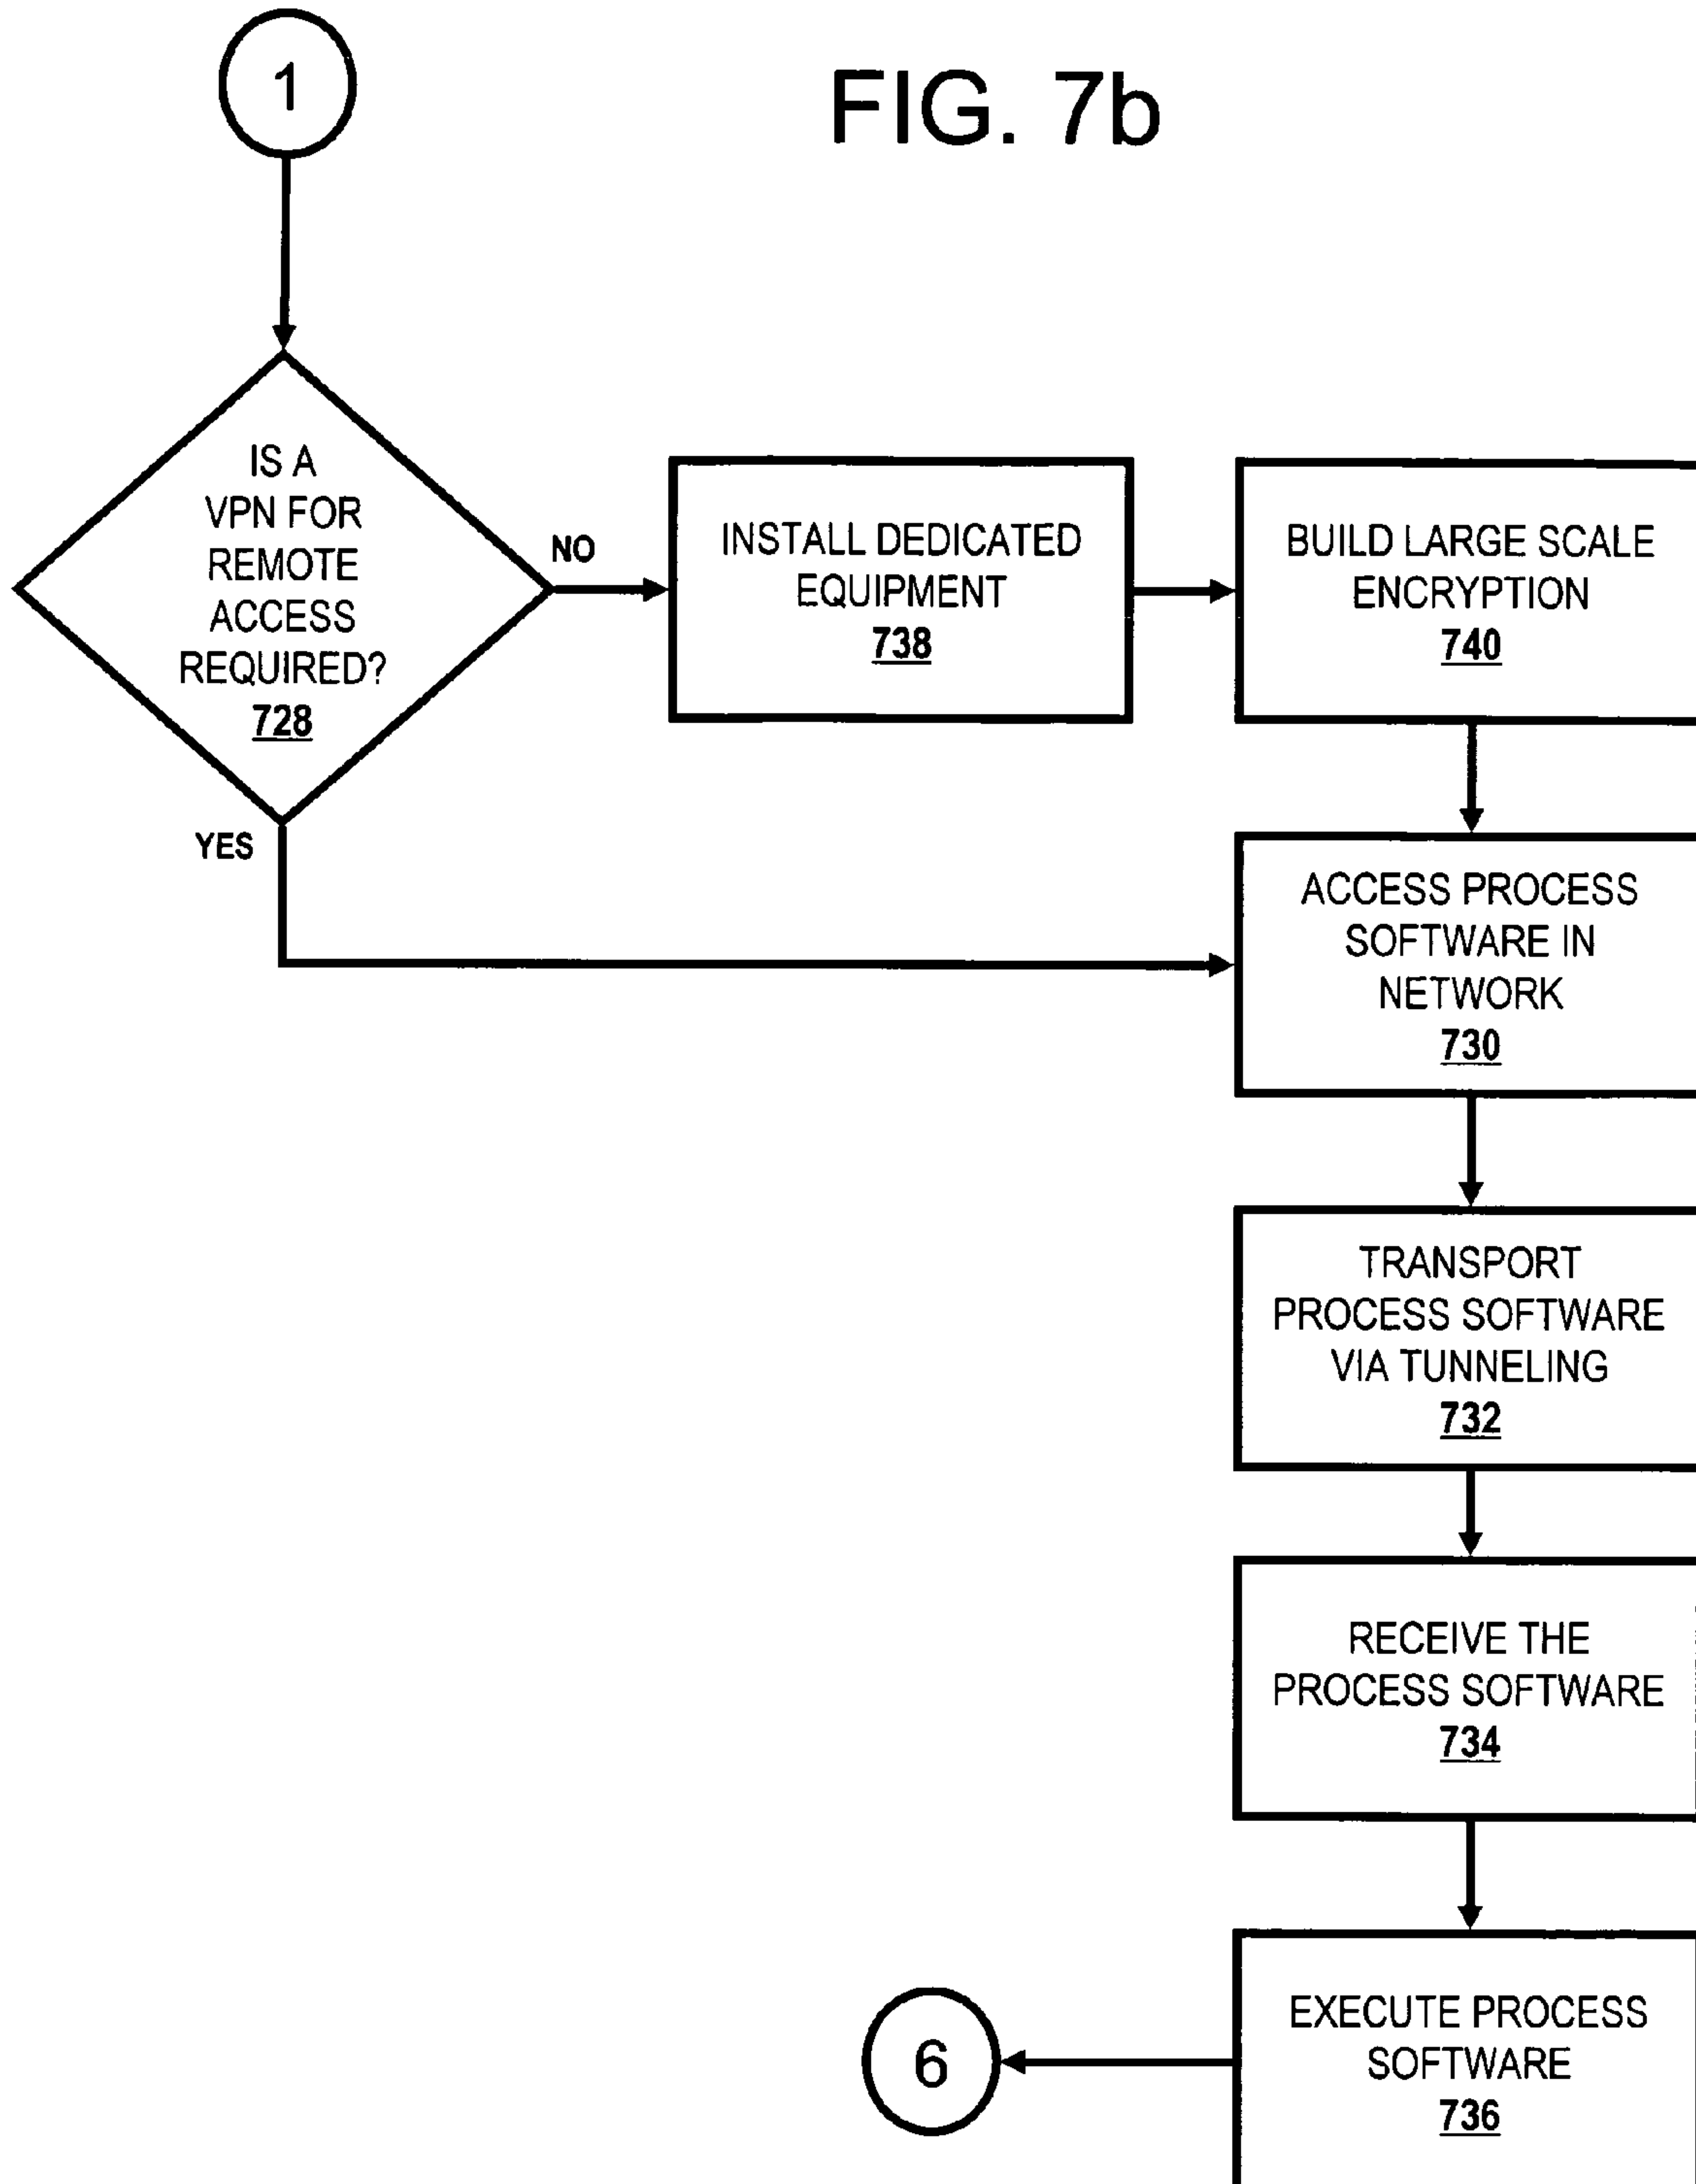 1
FIG. 7b
IS A
VPN FOR
REMOTE
ACCESS
REQUIRED?
728
NO
YES
INSTALL DEDICATED
EQUIPMENT
738
BUILD LARGE SCALE
ENCRYPTION
740
ACCESS PROCESS
SOFTWARE IN
NETWORK
730
TRANSPORT
PROCESS SOFTWARE
VIA TUNNELING
732
RECEIVE THE
PROCESS SOFTWARE
734
EXECUTE PROCESS
SOFTWARE
736
6